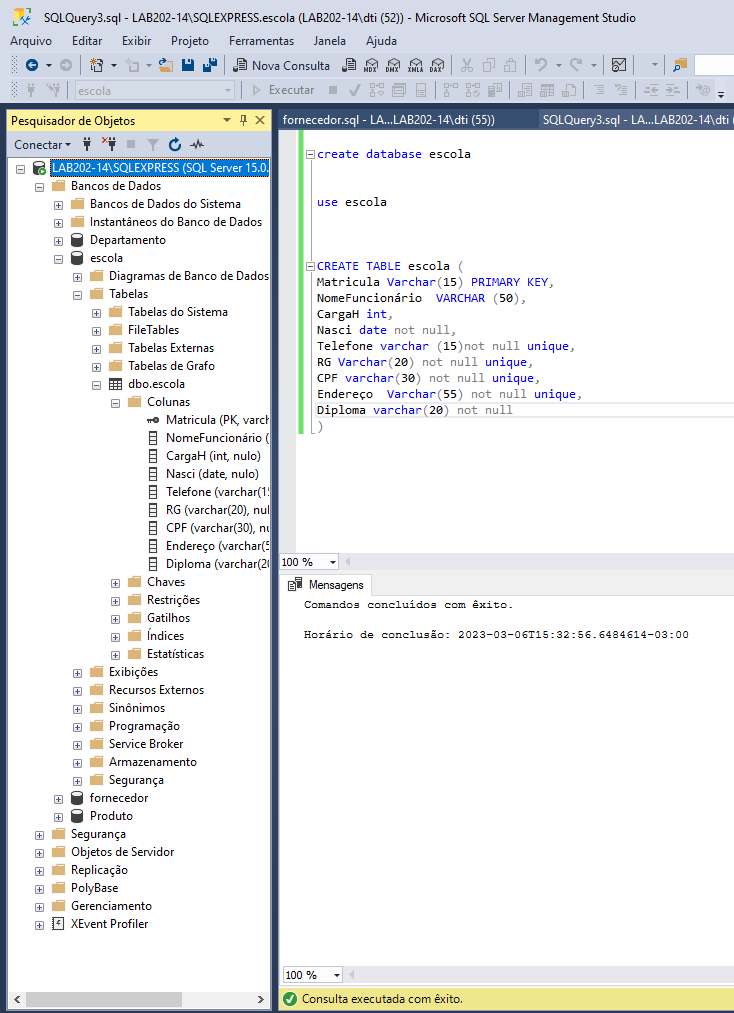 SQLQuery3.sql - LAB202-14\SQLEXPRESS.escola (LAB202-14\dti (52)) - Microsoft SQL Server Management Studio
Arquivo Editar Exibir Projeto Ferramentas Janela Ajuda
Nova Consulta MDX DMX XMLA DAX
escola Executar
Pesquisador de Objetos
fornecedor.sql - LA...LAB202-14\dti (55))
SQLQuery3.sql - LA...LAB202-14\dti (
Conectar
LAB202-14\SQLEXPRESS (SQL Server 15.0.
Bancos de Dados
Bancos de Dados do Sistema
Instantâneos do Banco de Dados
Departamento
escola
Diagramas de Banco de Dados
Tabelas
Tabelas do Sistema
FileTables
Tabelas Externas
Tabelas de Grafo
dbo.escola
Colunas
Matricula (PK, varch
NomeFuncionário (
CargaH (int, nulo)
Nasci (date, nulo)
Telefone (varchar(1
RG (varchar(20), nul
CPF (varchar(30), nu
Endereço (varchar(5
Diploma (varchar(20
Chaves
Restrições
Gatilhos
Índices
Estatísticas
Exibições
Recursos Externos
Sinônimos
Programação
Service Broker
Armazenamento
Segurança
fornecedor
Produto
Segurança
Objetos de Servidor
Replicação
PolyBase
Gerenciamento
XEvent Profiler
create database escola
use escola
CREATE TABLE escola (
Matricula Varchar(15) PRIMARY KEY,
NomeFuncionário  VARCHAR (50),
CargaH int,
Nasci date not null,
Telefone varchar (15)not null unique,
RG Varchar(20) not null unique,
CPF varchar(30) not null unique,
Endereço  Varchar(55) not null unique,
Diploma varchar(20) not null
)
100 %
Mensagens
Comandos concluídos com êxito.
Horário de conclusão: 2023-03-06T15:32:56.6484614-03:00
100 %
Consulta executada com êxito.